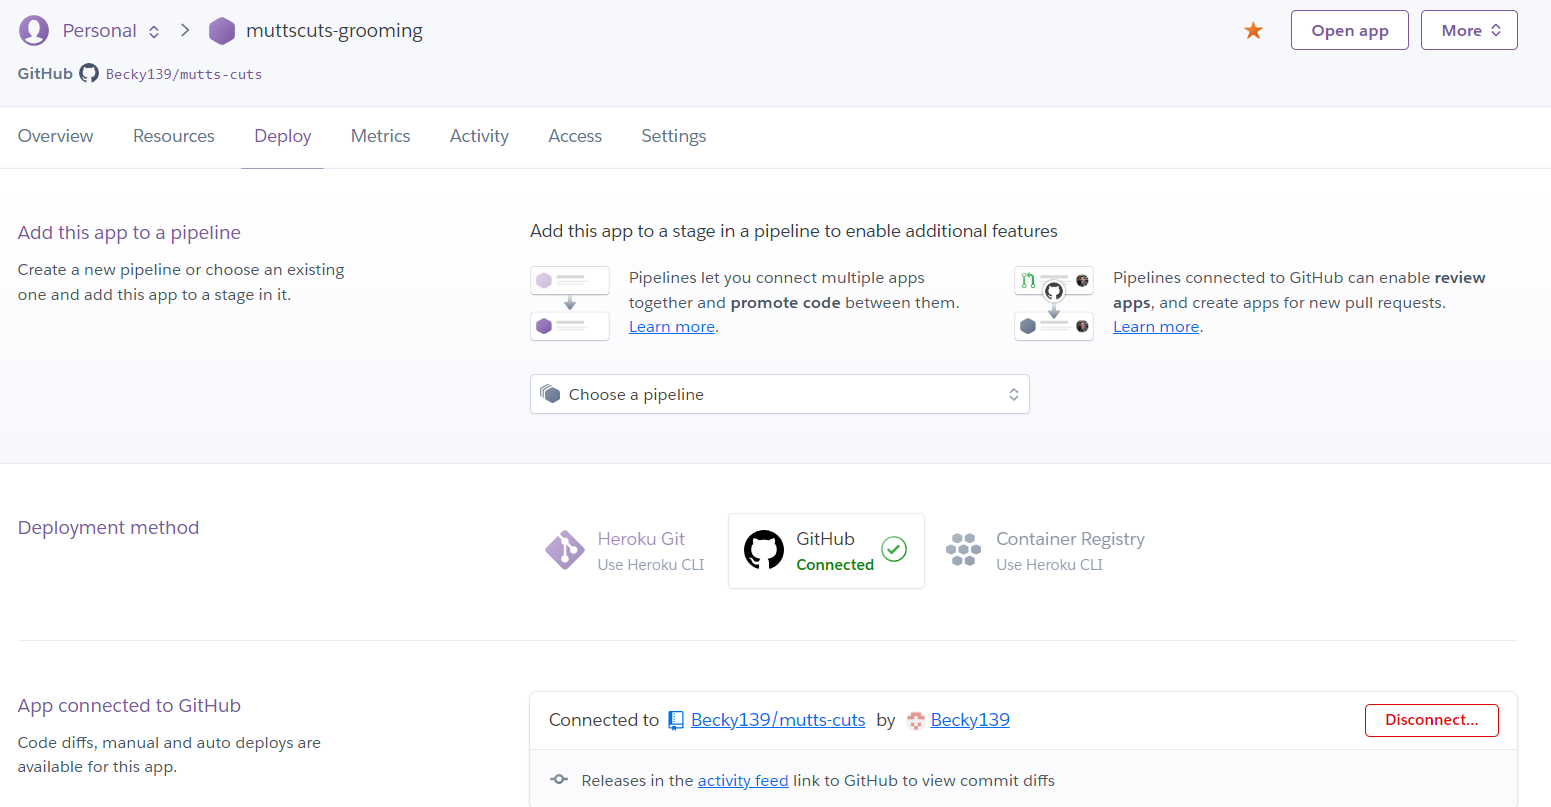 Personal muttscuts-grooming Open app More
GitHub Becky139/mutts-cuts
Overview Resources Deploy Metrics Activity Access Settings
Add this app to a pipeline
Create a new pipeline or choose an existing
one and add this app to a stage in it.
Add this app to a stage in a pipeline to enable additional features
Pipelines let you connect multiple apps
together and promote code between them.
Learn more.
Pipelines connected to GitHub can enable review
apps, and create apps for new pull requests.
Learn more.
Choose a pipeline
Deployment method
Heroku Git
Use Heroku CLI
GitHub
Connected
Container Registry
Use Heroku CLI
App connected to GitHub
Code diffs, manual and auto deploys are
available for this app.
Connected to Becky139/mutts-cuts by Becky139 Disconnect...
Releases in the activity feed link to GitHub to view commit diffs